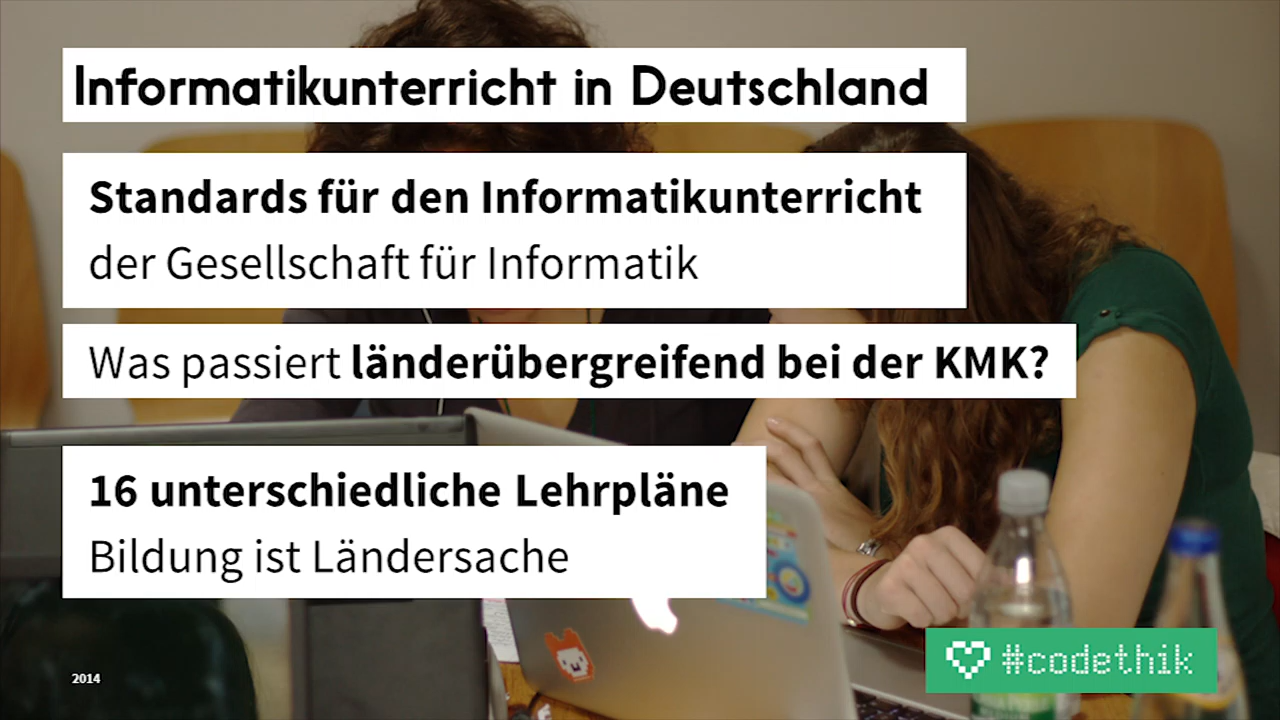 Informatikunterricht in Deutschland
Standards für den Informatikunterricht
der Gesellschaft für Informatik
Was passiert länderübergreifend bei der KMK?
16 unterschiedliche Lehrpläne
Bildung ist Ländersache
2014
#codethik